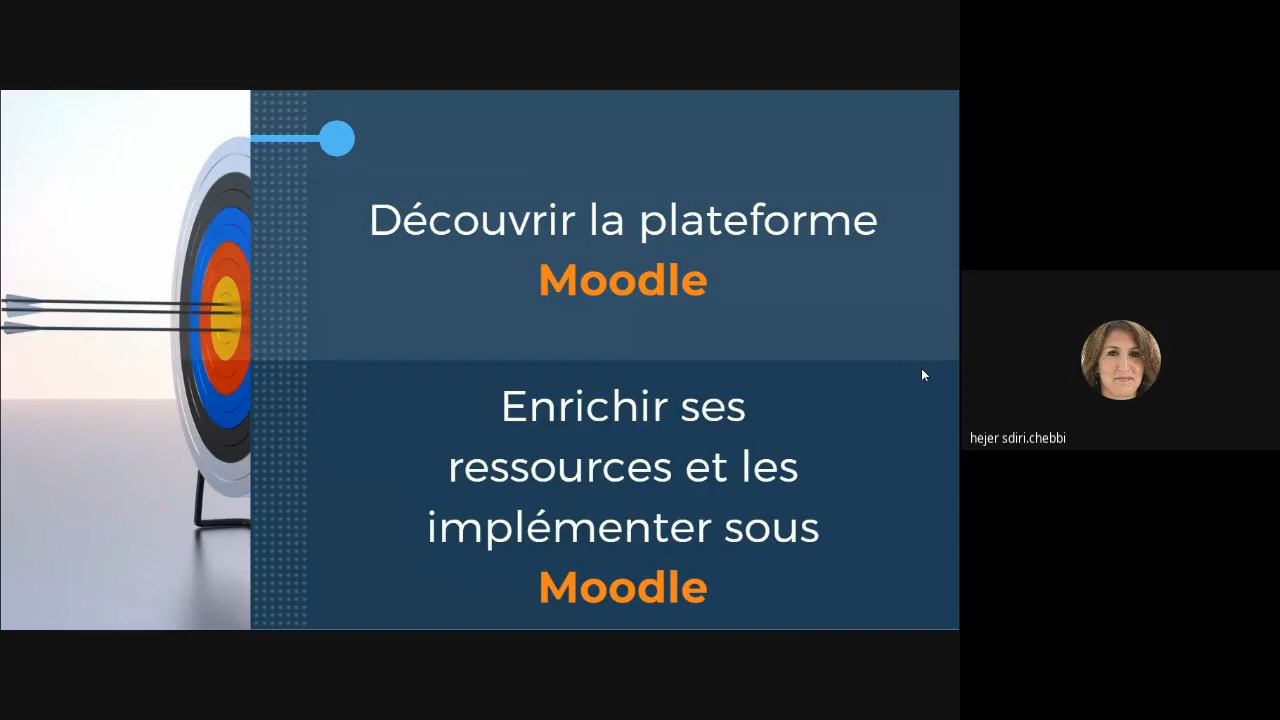 Découvrir la plateforme
Moodle
Enrichir ses
ressources et les
implémenter sous
Moodle
hejer sdiri.chebbi